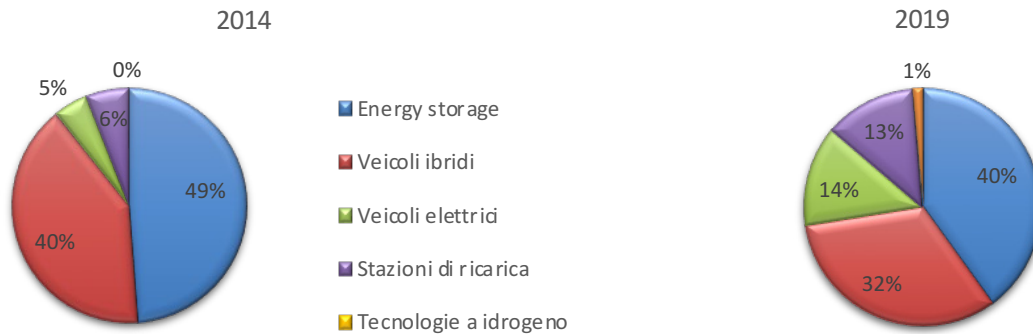 2014
2019
0%
5%
6%
49%
40%
Energy storage
Veicoli ibridi
Veicoli elettrici
Stazioni di ricarica
Tecnologie a idrogeno
1%
13%
40%
14%
32%